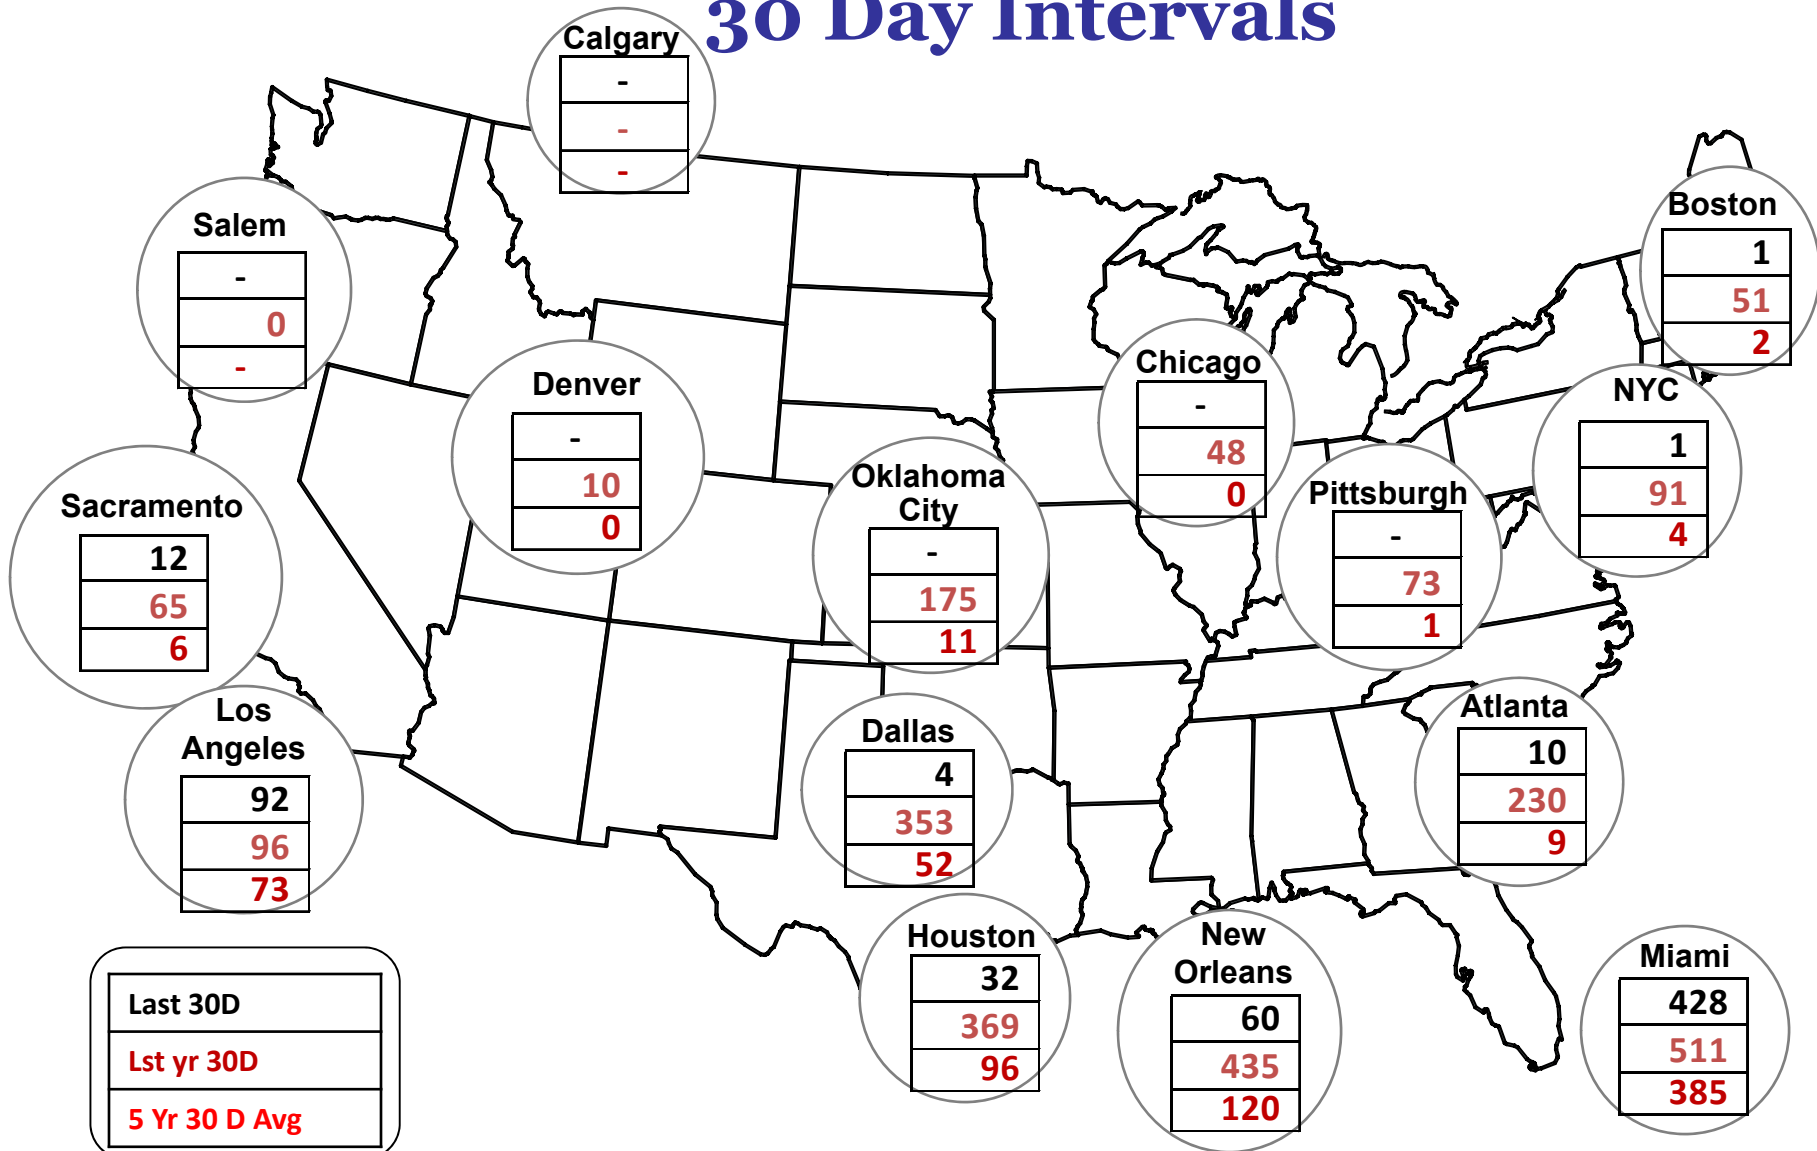 30 Day Intervals
Calgary
-
-
-
Salem
-
0
-
Boston
1
51
2
Denver
-
10
0
Chicago
-
48
0
NYC
1
91
4
Sacramento
12
65
6
Oklahoma
City
-
175
11
Pittsburgh
-
73
1
Los
Angeles
92
96
73
Dallas
4
353
52
Atlanta
10
230
9
Houston
32
369
96
New
Orleans
60
435
120
Miami
428
511
385
Last 30D
Lst yr 30D
5 Yr 30 D Avg